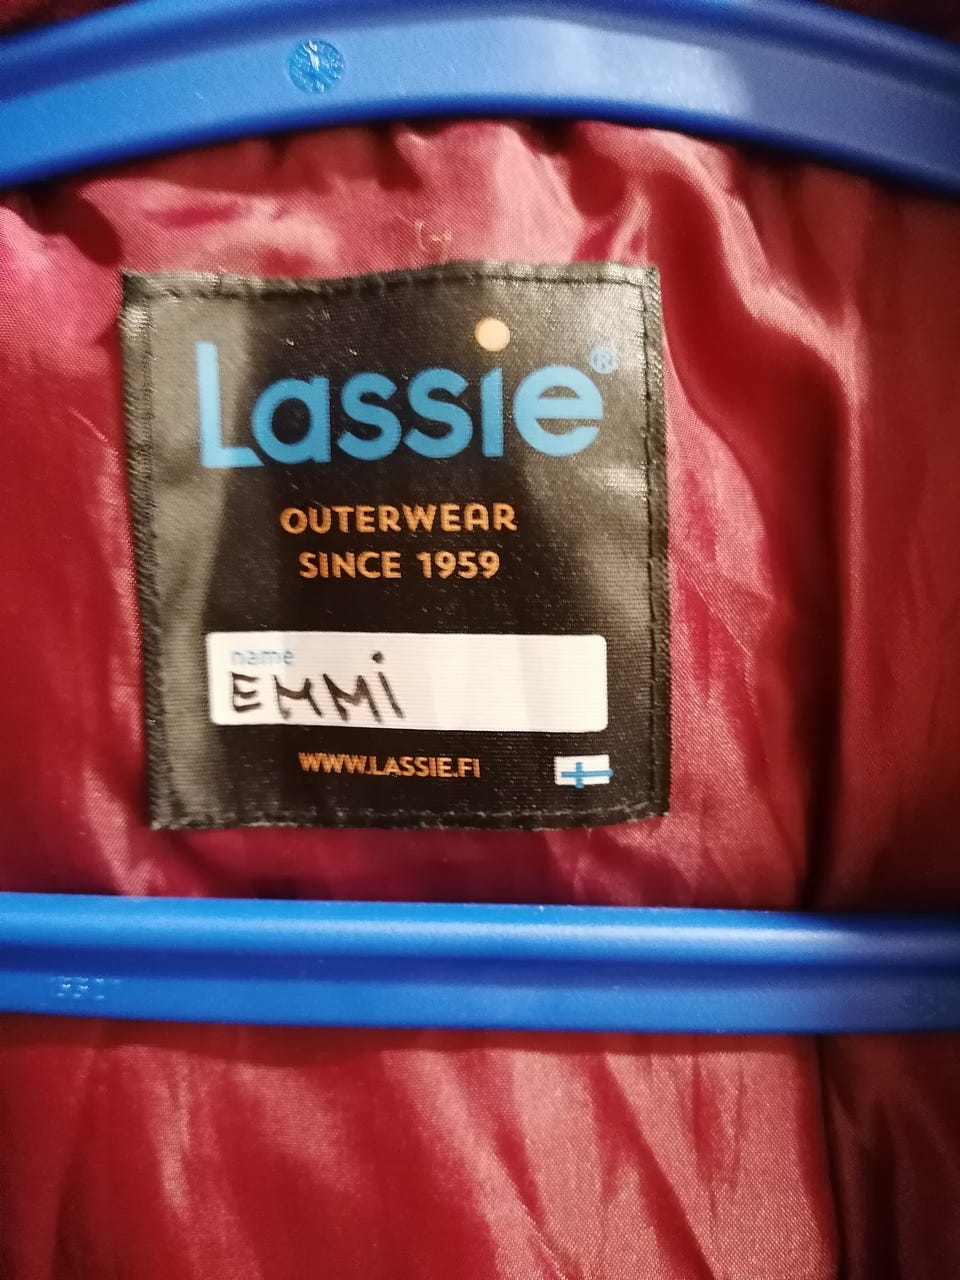 Lassie®
OUTERWEAR
SINCE 1959
name
EMMi
WWW.LASSIE.FI